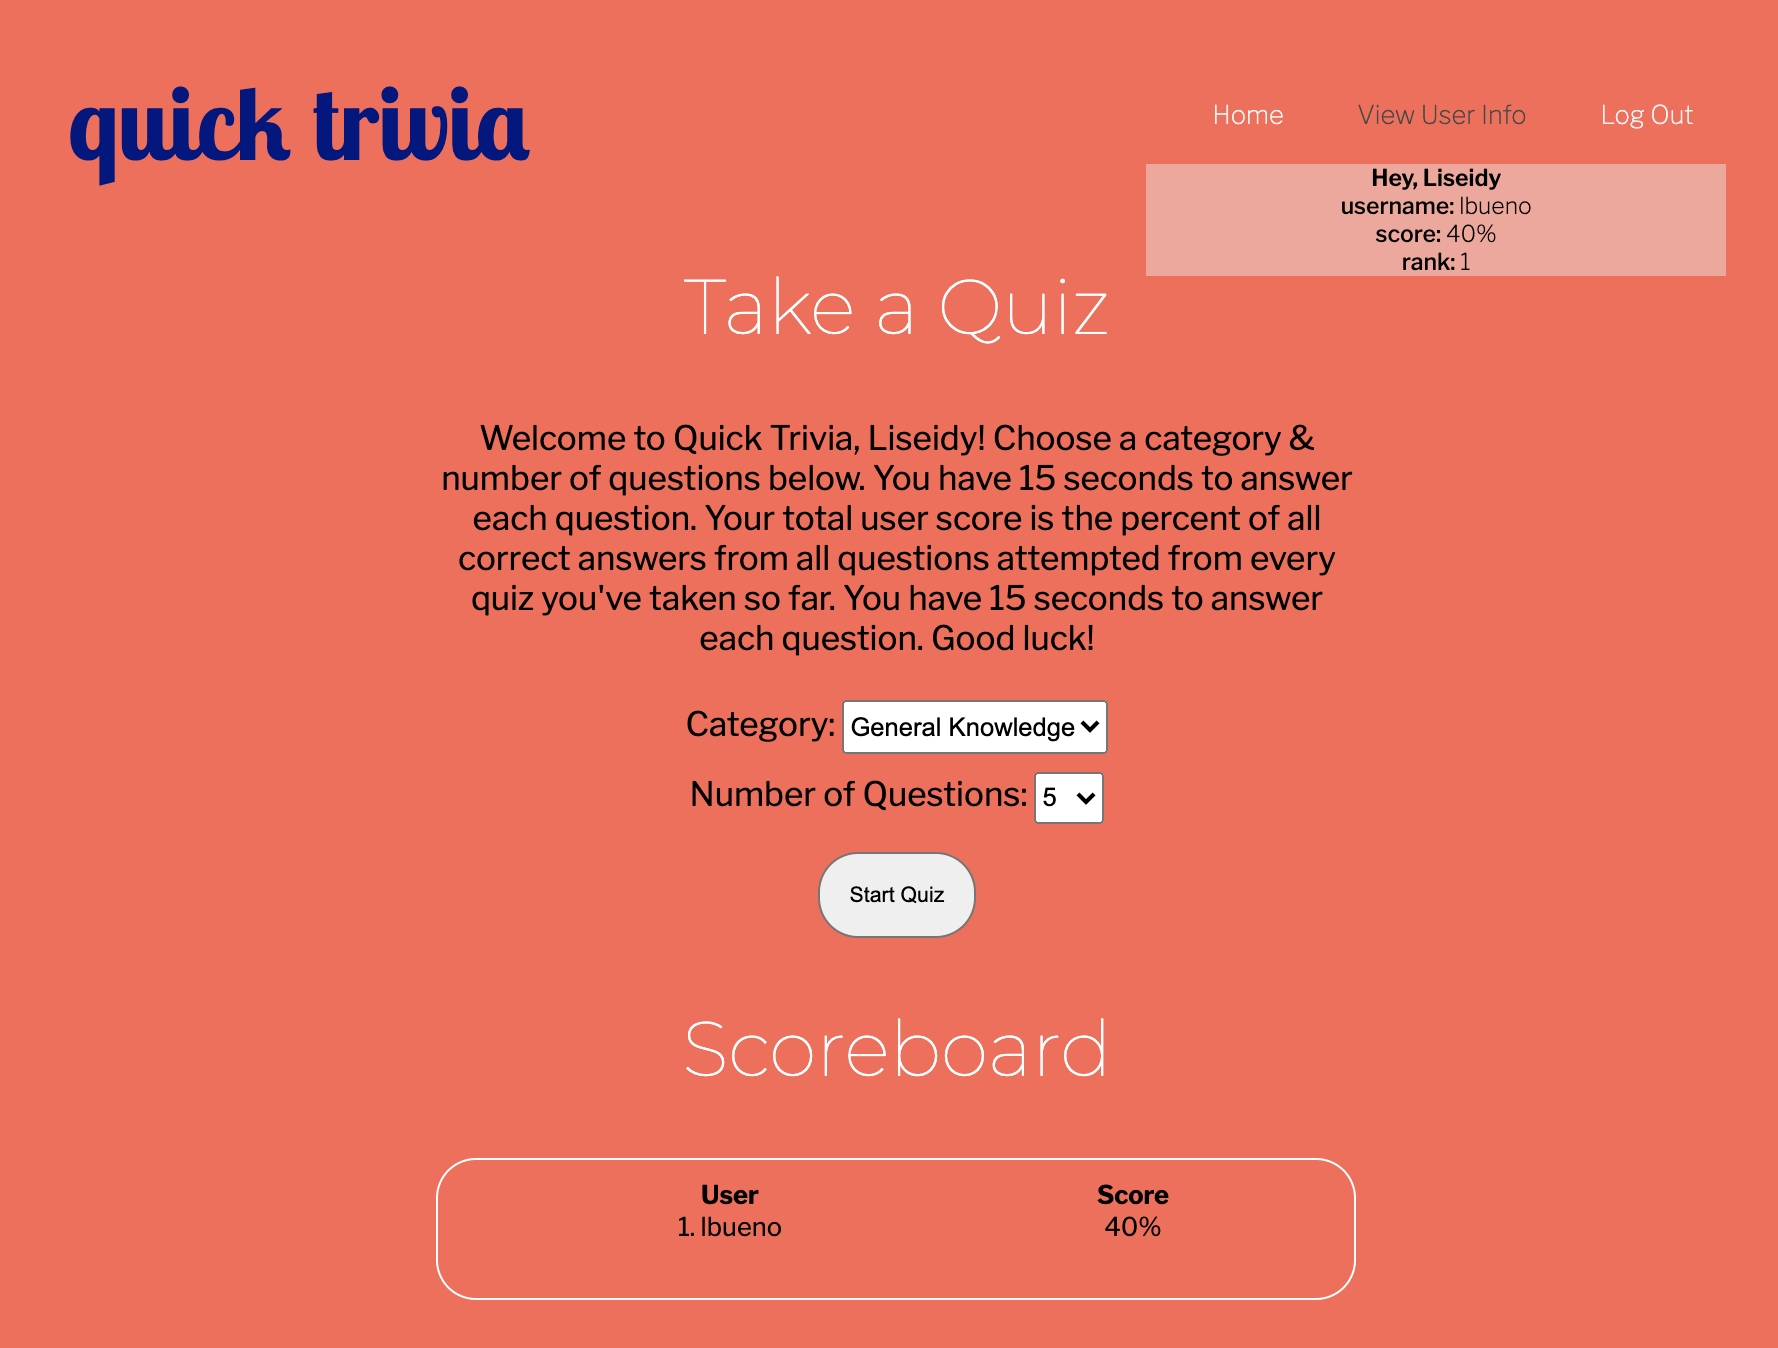 quick trivia
Home View User Info Log Out
Hey, Liseidy
username: lbueno
score: 40%
rank: 1
Take a Quiz
Welcome to Quick Trivia, Liseidy! Choose a category &
number of questions below. You have 15 seconds to answer
each question. Your total user score is the percent of all
correct answers from all questions attempted from every
quiz you've taken so far. You have 15 seconds to answer
each question. Good luck!
Category: General Knowledge
Number of Questions: 5
Start Quiz
Scoreboard
User Score
1. lbueno 40%